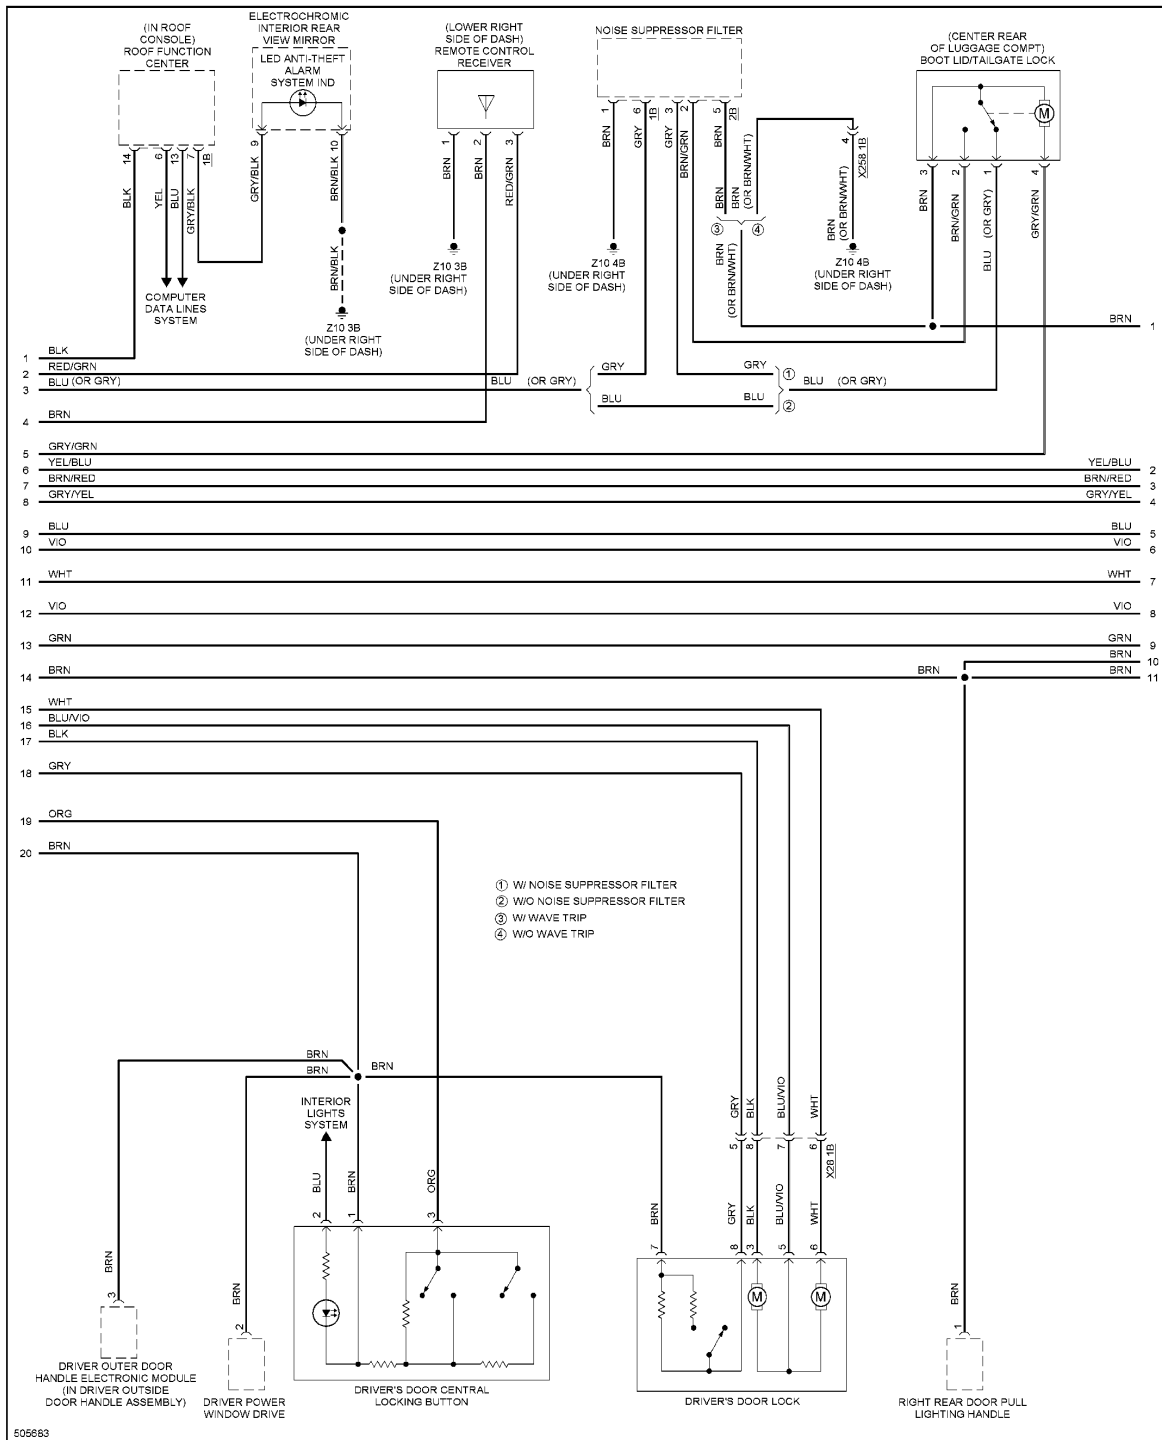 (IN ROOF
CONSOLE)
ROOF FUNCTION
CENTER
ELECTROCHROMIC
INTERIOR REAR
VIEW MIRROR
LED ANTI-THEFT
ALARM
SYSTEM IND
(LOWER RIGHT
SIDE OF DASH)
REMOTE CONTROL
RECEIVER
NOISE SUPPRESSOR FILTER
(CENTER REAR
OF LUGGAGE COMPT)
BOOT LID/TAILGATE LOCK
M
14
6
13
7
1B
9
10
1
2
3
1
6
1B
3
2
5
2B
4
X258 1B
3
2
1
4
BLK
YEL
BLU
GRY/BLK
GRY/BLK
BRN/BLK
BRN
BRN
RED/GRN
BRN
GRY
GRY
BRN/GRN
BRN
BRN
(OR BRN/WHT)
BRN
(OR BRN/WHT)
BRN
BRN/GRN
BLU (OR GRY)
GRY/GRN
3
4
BRN
(OR BRN/WHT)
BRN/BLK
COMPUTER
DATA LINES
SYSTEM
Z10 3B
(UNDER RIGHT
SIDE OF DASH)
Z10 3B
(UNDER RIGHT
SIDE OF DASH)
Z10 4B
(UNDER RIGHT
SIDE OF DASH)
Z10 4B
(UNDER RIGHT
SIDE OF DASH)
BRN 1
1 BLK
2 RED/GRN
3 BLU (OR GRY) BLU (OR GRY)
GRY GRY 1
BLU BLU 2
BLU (OR GRY)
4 BRN
5 GRY/GRN
6 YEL/BLU YEL/BLU 2
7 BRN/RED BRN/RED 3
8 GRY/YEL GRY/YEL 4
9 BLU BLU 5
10 VIO VIO 6
11 WHT WHT 7
12 VIO VIO 8
13 GRN GRN 9
BRN 10
14 BRN BRN BRN 11
15 WHT
16 BLU/VIO
17 BLK
18 GRY
19 ORG
20 BRN
1 W/ NOISE SUPPRESSOR FILTER
2 W/O NOISE SUPPRESSOR FILTER
3 W/ WAVE TRIP
4 W/O WAVE TRIP
BRN
BRN
BRN
INTERIOR
LIGHTS
SYSTEM
GRY
BLK
BLU/VIO
WHT
5
8
7
6
X28 1B
BLU
BRN
ORG
2
1
3
BRN
GRY
BLK
BLU/VIO
WHT
7
8
3
5
6
M
M
BRN
3
BRN
2
BRN
1
DRIVER OUTER DOOR
HANDLE ELECTRONIC MODULE
(IN DRIVER OUTSIDE
DOOR HANDLE ASSEMBLY)
DRIVER POWER
WINDOW DRIVE
DRIVER'S DOOR CENTRAL
LOCKING BUTTON
DRIVER'S DOOR LOCK
RIGHT REAR DOOR PULL
LIGHTING HANDLE
505683